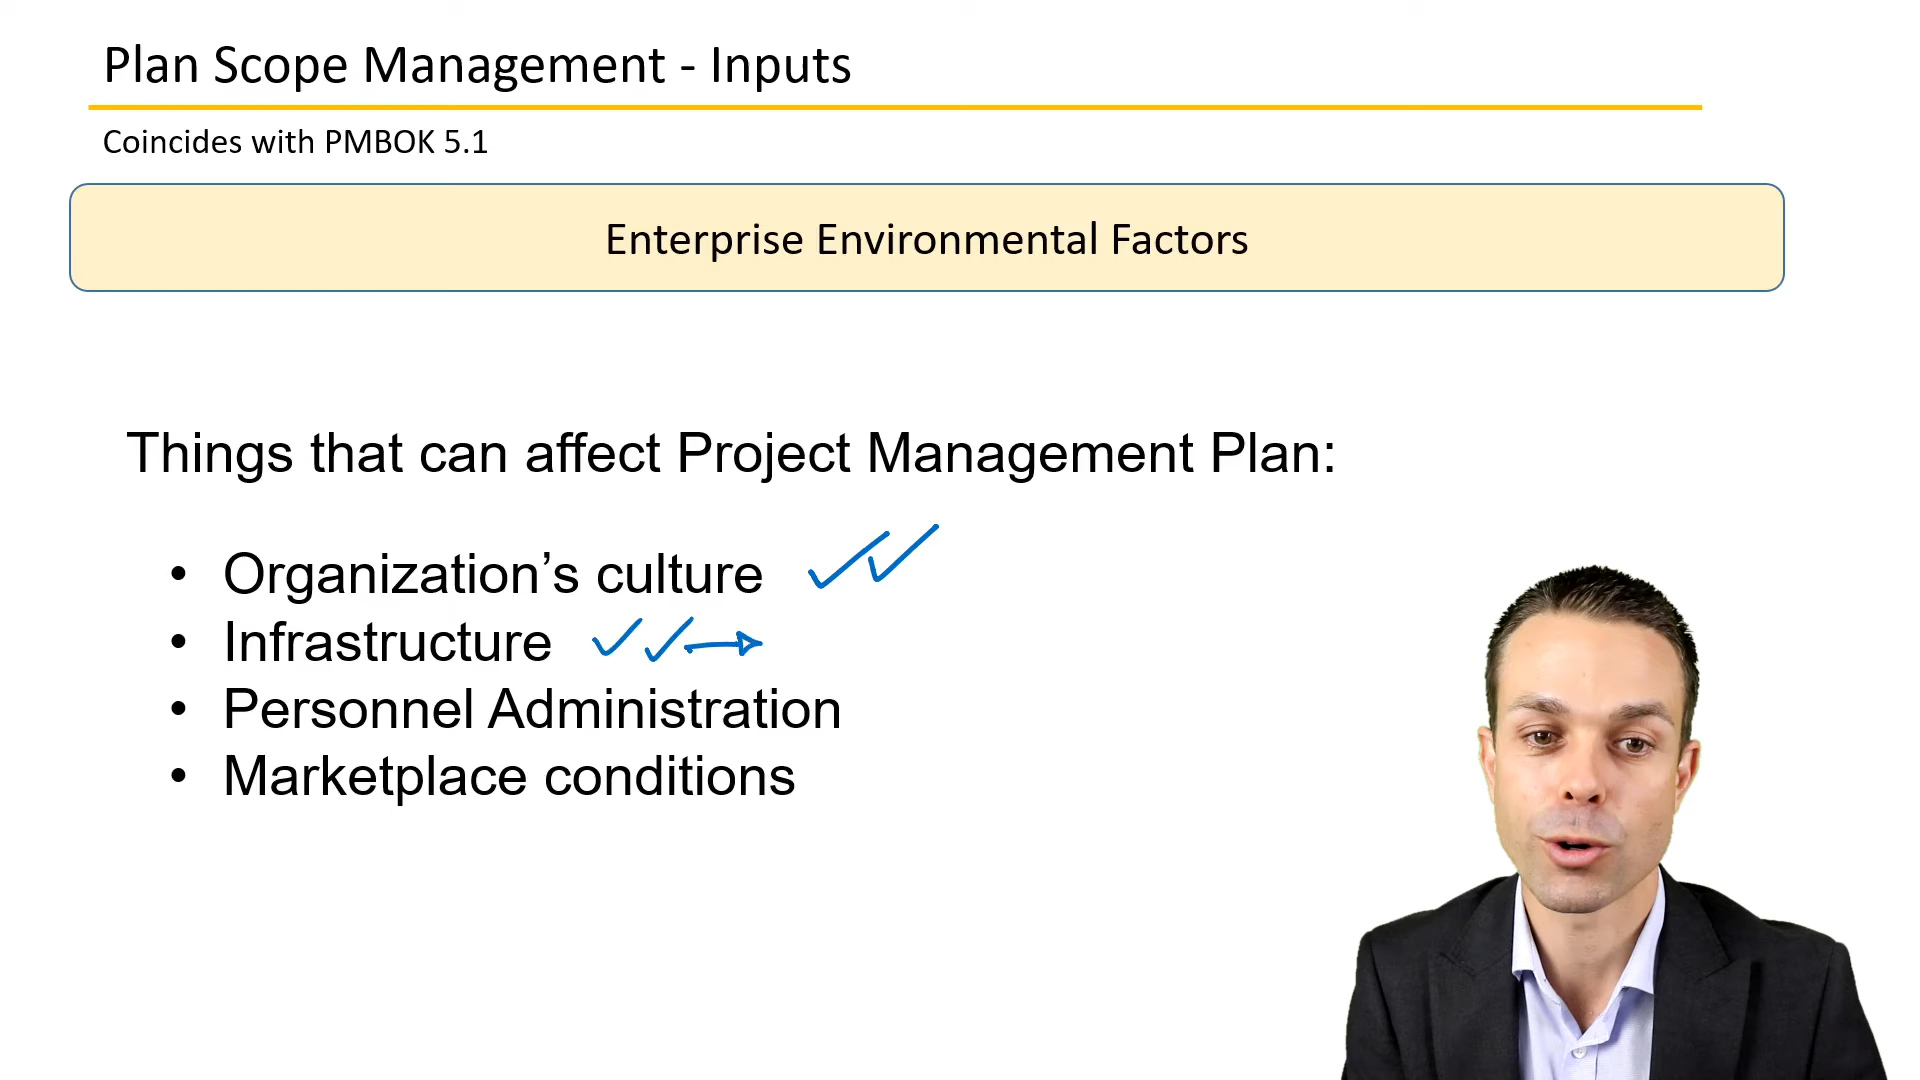 Plan Scope Management - Inputs
Coincides with PMBOK 5.1
Enterprise Environmental Factors
Things that can affect Project Management Plan:
• Organization’s culture
• Infrastructure
• Personnel Administration
• Marketplace conditions